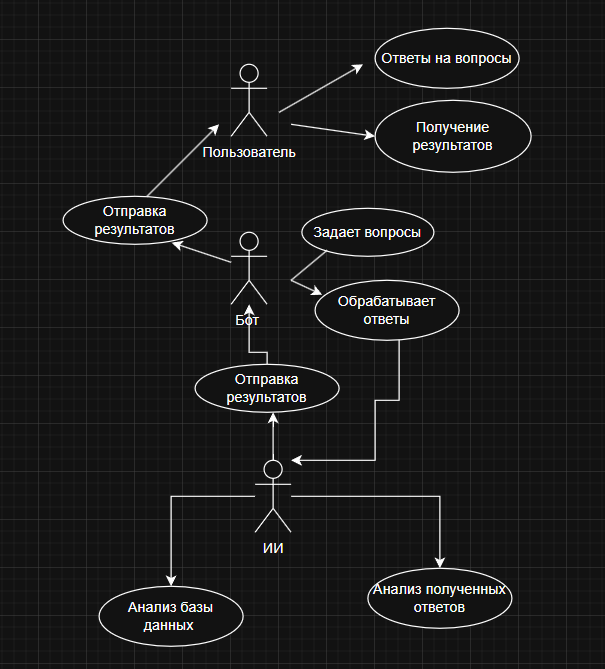 Ответы на вопросы
Получение
результатов
Пользователь
Отправка
результатов
Задает вопросы
Обрабатывает
ответы
Бот
Отправка
результатов
ИИ
Анализ базы
данных
Анализ полученных
ответов